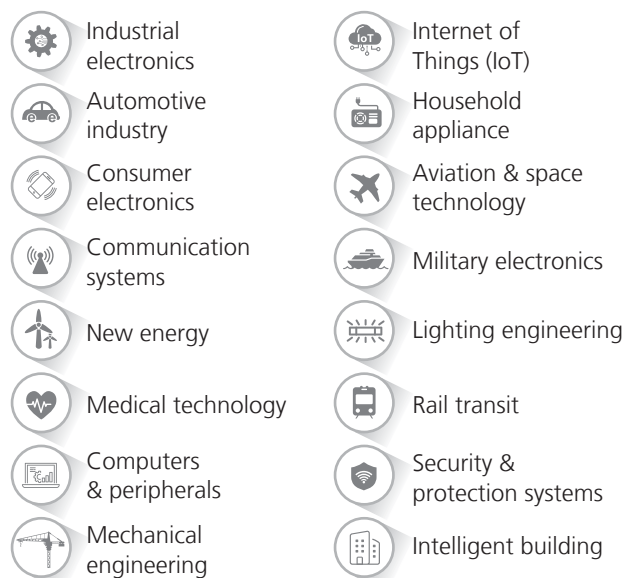 Industrial
electronics
Automotive
industry
Consumer
electronics
Communication
systems
New energy
Medical technology
Computers
& peripherals
Mechanical
engineering
IoT
Internet of
Things (IoT)
Household
appliance
Aviation & space
technology
Military electronics
Lighting engineering
Rail transit
Security &
protection systems
Intelligent building